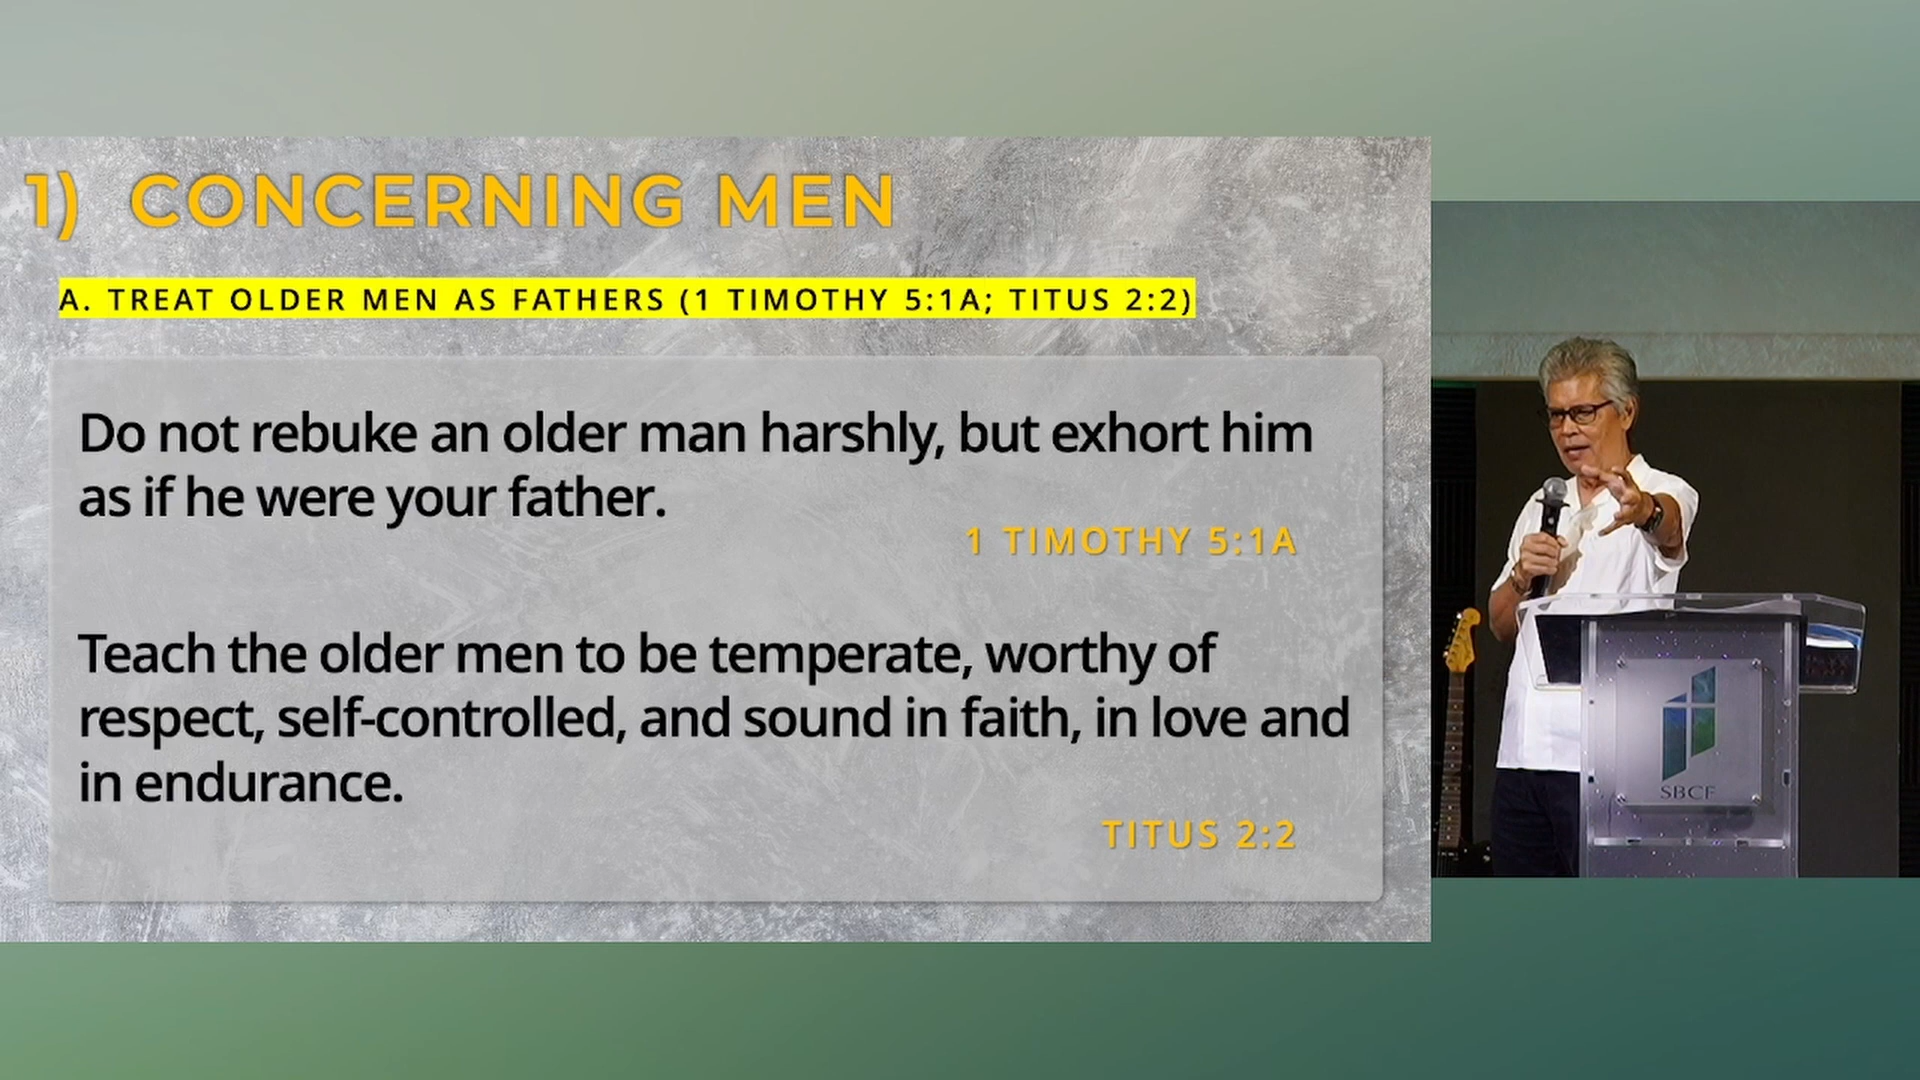 1) CONCERNING MEN
A. TREAT OLDER MEN AS FATHERS (1 TIMOTHY 5:1A; TITUS 2:2)
Do not rebuke an older man harshly, but exhort him
as if he were your father.
1 TIMOTHY 5:1A
Teach the older men to be temperate, worthy of
respect, self-controlled, and sound in faith, in love and
in endurance.
TITUS 2:2
SBCF